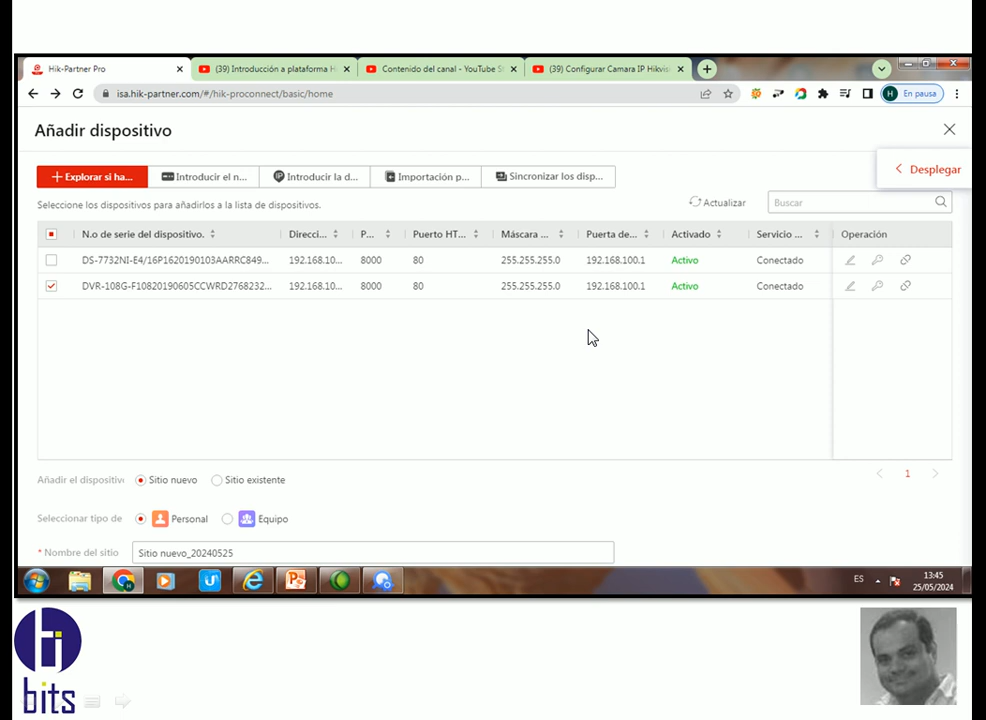 Hik-Partner Pro
(39) Introducción a plataforma H
Contenido del canal - YouTube S
(39) Configurar Camara IP Hikvis
isa.hik-partner.com/#/hik-proconnect/basic/home
H En pausa
Añadir dispositivo
Desplegar
Explorar si ha...
Introducir el n...
Introducir la d...
Importación p...
Sincronizar los disp...
Seleccione los dispositivos para añadirlos a la lista de dispositivos.
Actualizar
Buscar
N.o de serie del dispositivo. Direcci... P... Puerto HT... Máscara ... Puerta de... Activado Servicio ... Operación
DS-7732NI-E4/16P1620190103AARRC849... 192.168.10... 8000 80 255.255.255.0 192.168.100.1 Activo Conectado
DVR-108G-F10820190605CCWRD2768232... 192.168.10... 8000 80 255.255.255.0 192.168.100.1 Activo Conectado
1
Añadir el dispositiv Sitio nuevo Sitio existente
Seleccionar tipo de Personal Equipo
* Nombre del sitio Sitio nuevo_20240525
ES
13:45
25/05/2024
hi
bits